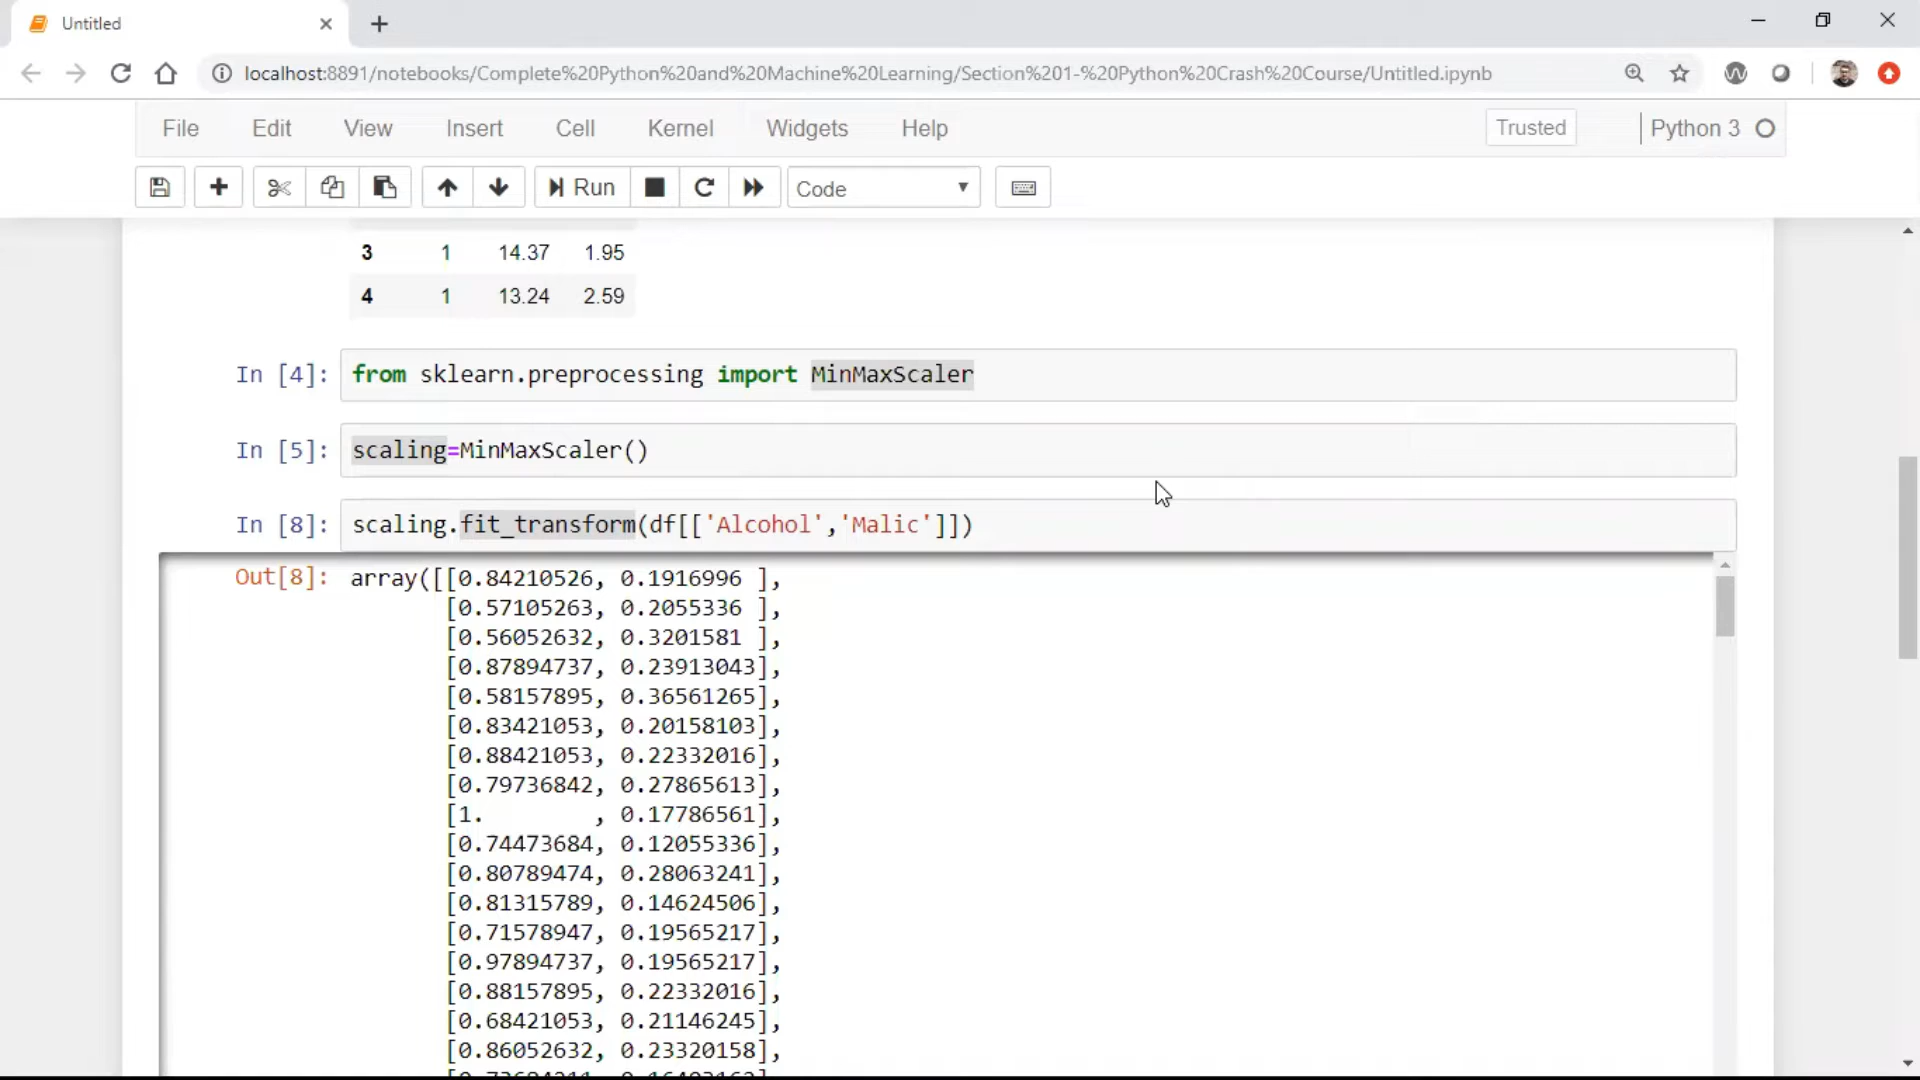 Untitled
localhost:8891/notebooks/Complete%20Python%20and%20Machine%20Learning/Section%201-%20Python%20Crash%20Course/Untitled.ipynb
File Edit View Insert Cell Kernel Widgets Help Trusted Python 3
Run Code
3 1 14.37 1.95
4 1 13.24 2.59
In [4]: from sklearn.preprocessing import MinMaxScaler
In [5]: scaling=MinMaxScaler()
In [8]: scaling.fit_transform(df[['Alcohol','Malic']])
Out[8]: array([[0.84210526, 0.1916996 ],
[0.57105263, 0.2055336 ],
[0.56052632, 0.3201581 ],
[0.87894737, 0.23913043],
[0.58157895, 0.36561265],
[0.83421053, 0.20158103],
[0.88421053, 0.22332016],
[0.79736842, 0.27865613],
[1.        , 0.17786561],
[0.74473684, 0.12055336],
[0.80789474, 0.28063241],
[0.81315789, 0.14624506],
[0.71578947, 0.19565217],
[0.97894737, 0.19565217],
[0.88157895, 0.22332016],
[0.68421053, 0.21146245],
[0.86052632, 0.23320158],